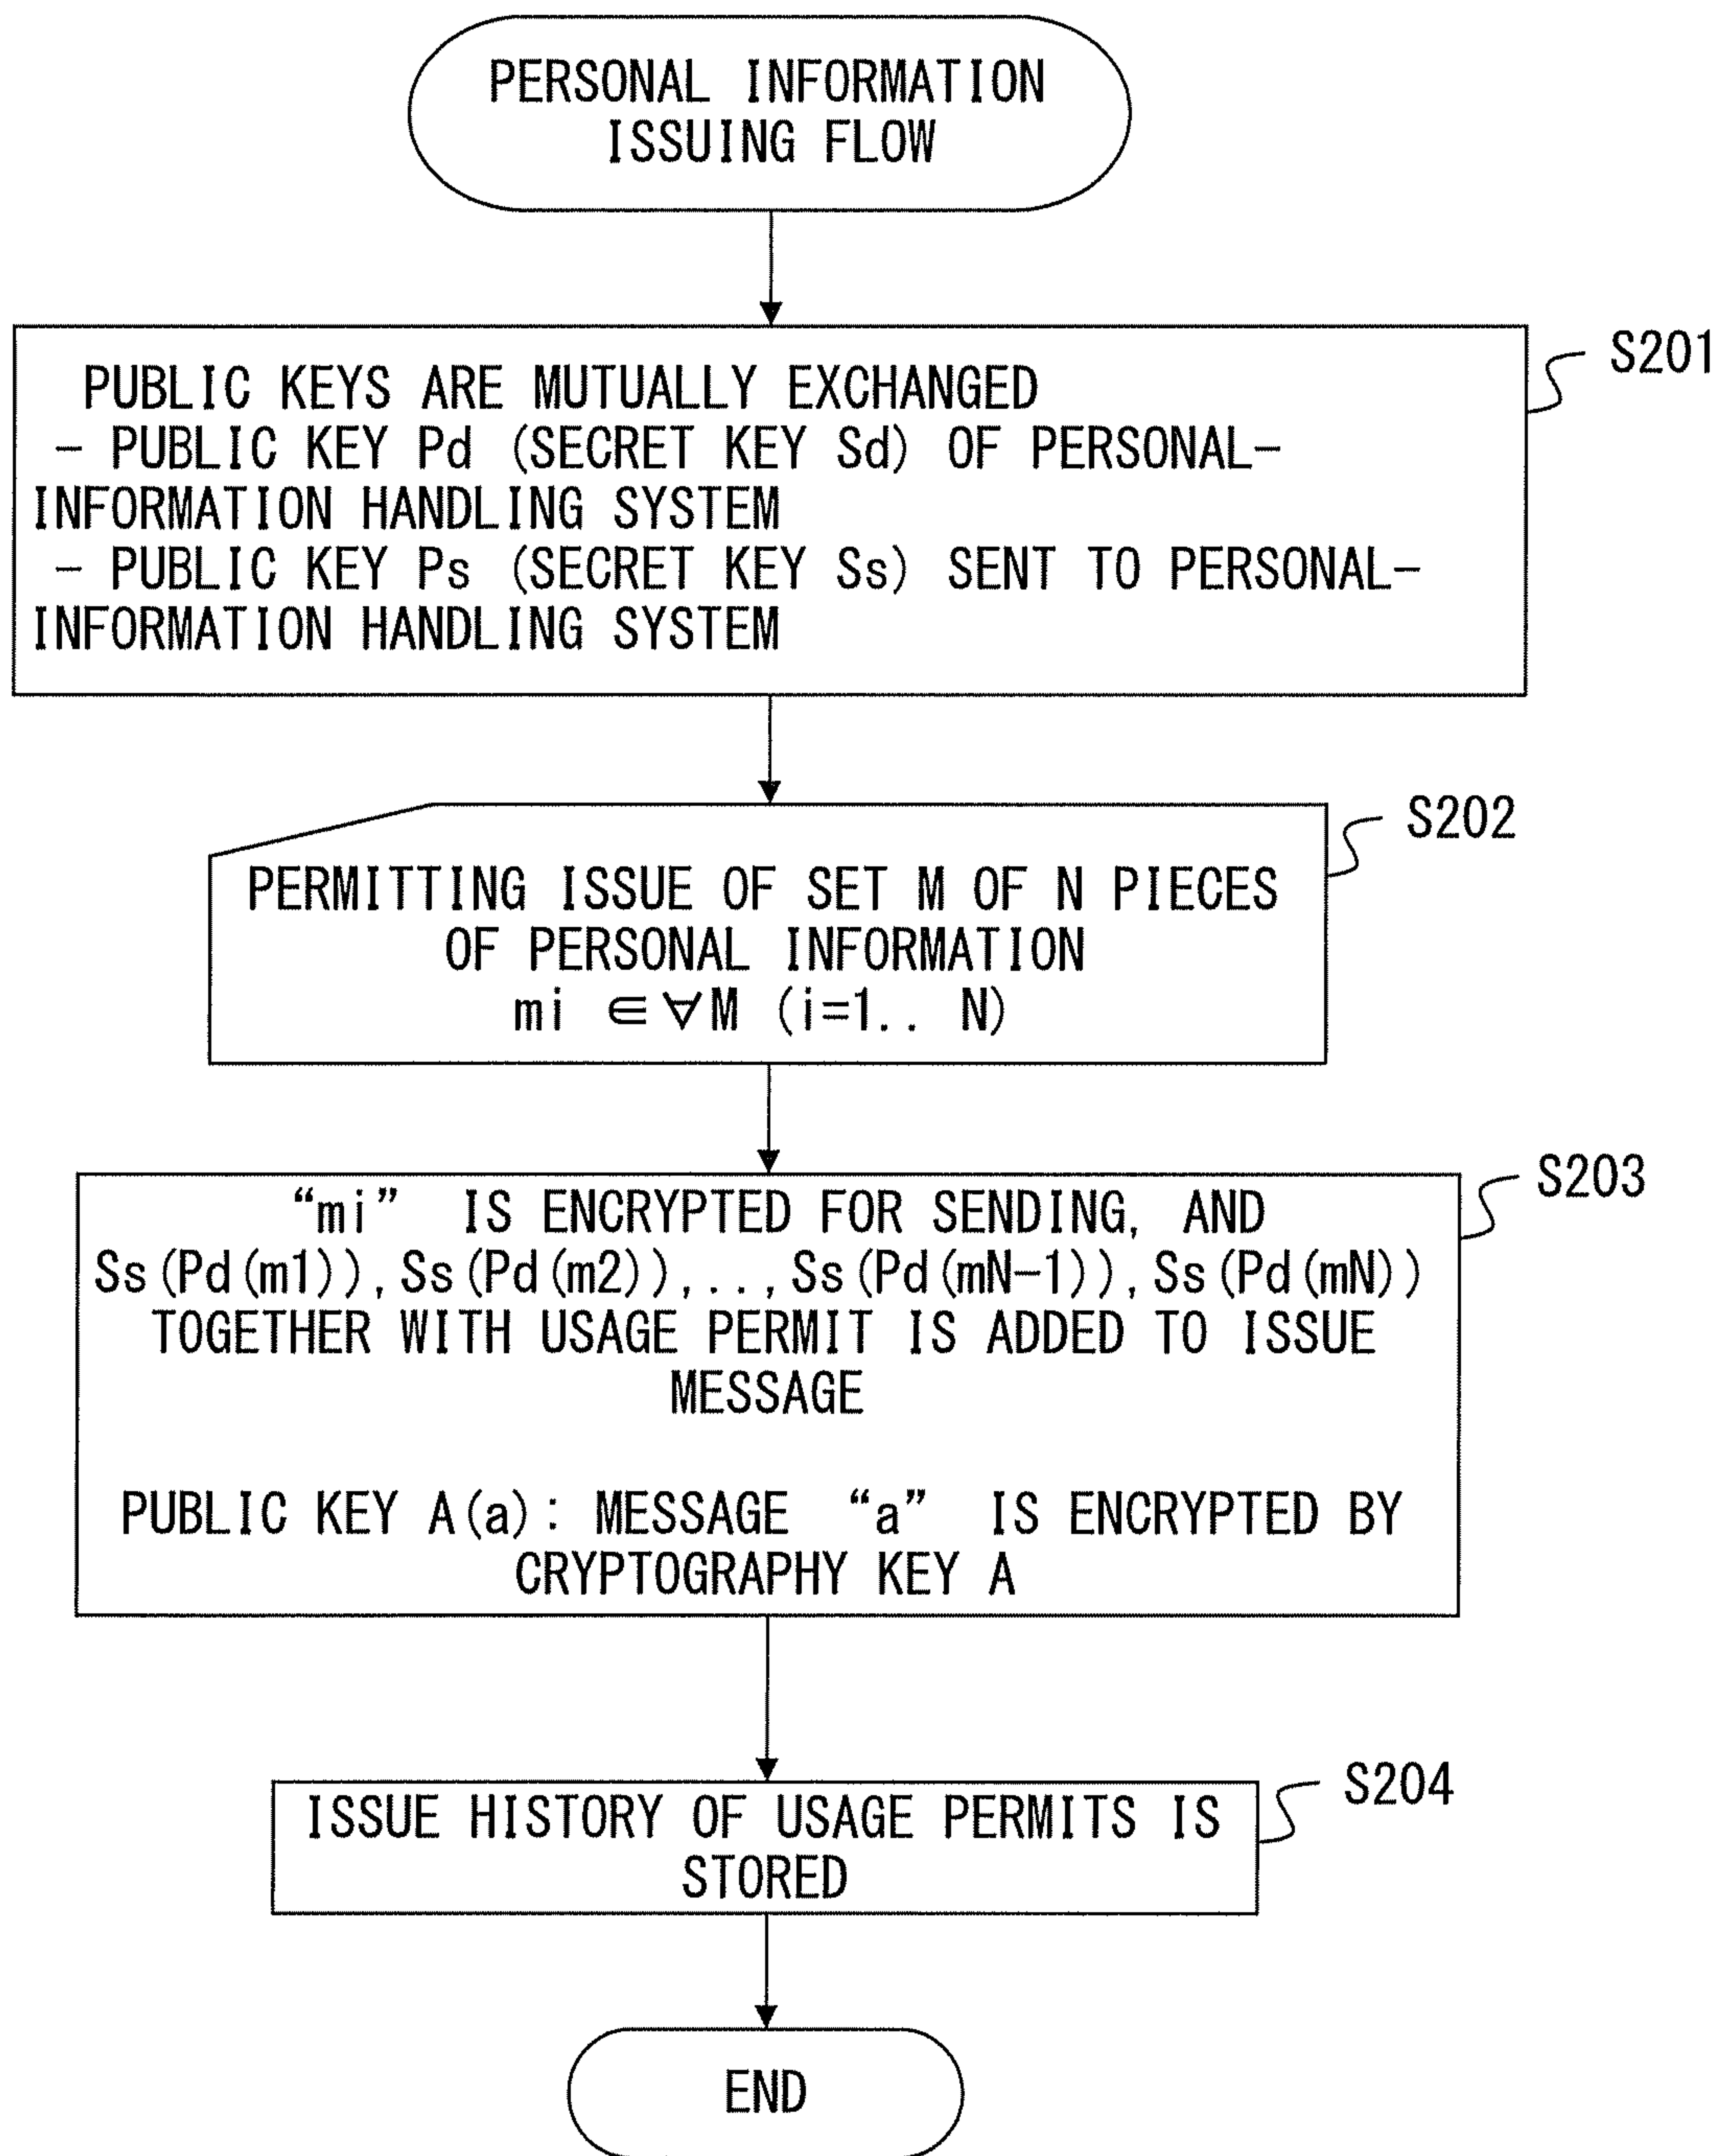 PERSONAL INFORMATION
ISSUING FLOW
S201
PUBLIC KEYS ARE MUTUALLY EXCHANGED
- PUBLIC KEY Pd (SECRET KEY Sd) OF PERSONAL-
INFORMATION HANDLING SYSTEM
- PUBLIC KEY Ps (SECRET KEY Ss) SENT TO PERSONAL-
INFORMATION HANDLING SYSTEM
S202
PERMITTING ISSUE OF SET M OF N PIECES
OF PERSONAL INFORMATION
mi ∈∀M (i=1.. N)
S203
“mi” IS ENCRYPTED FOR SENDING, AND
Ss(Pd(m1)),Ss(Pd(m2)),..,Ss(Pd(mN-1)),Ss(Pd(mN))
TOGETHER WITH USAGE PERMIT IS ADDED TO ISSUE
MESSAGE
PUBLIC KEY A(a): MESSAGE “a” IS ENCRYPTED BY
CRYPTOGRAPHY KEY A
S204
ISSUE HISTORY OF USAGE PERMITS IS
STORED
END